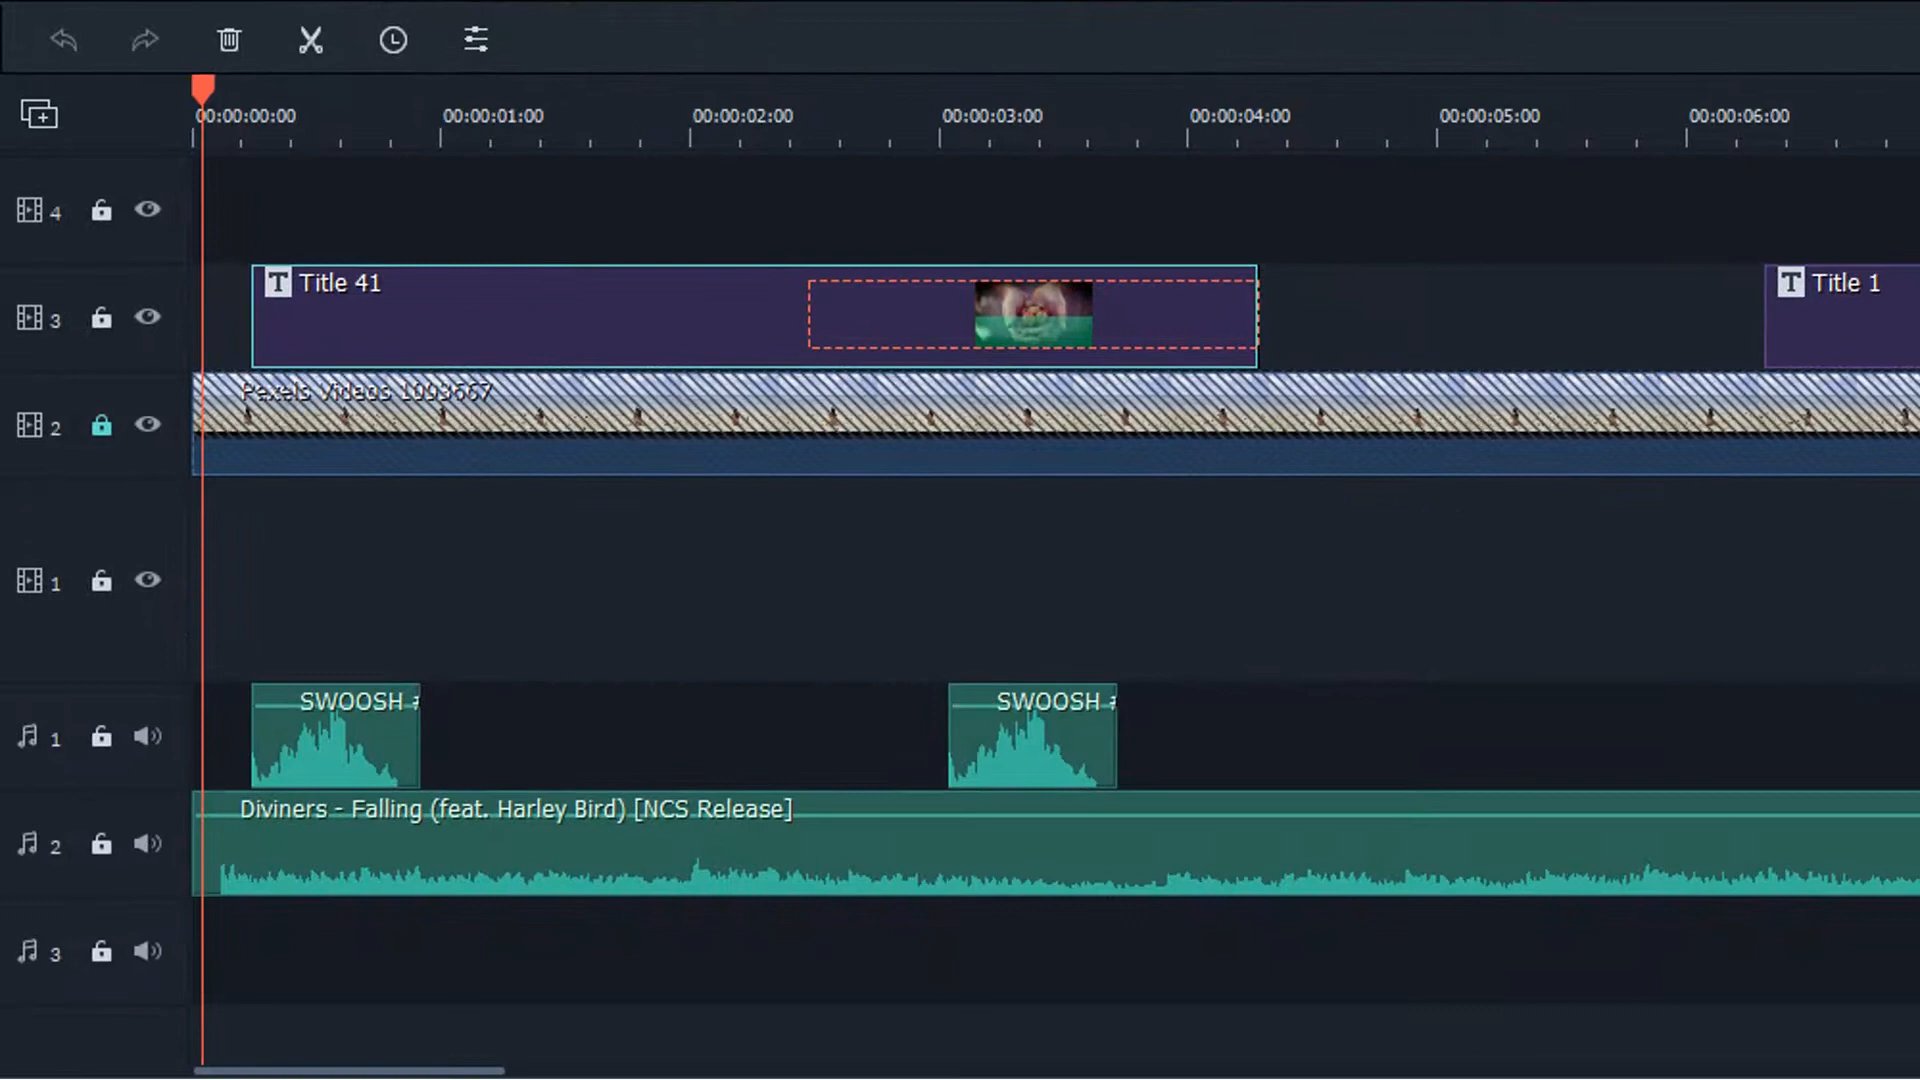 00:00:00:00 00:00:01:00 00:00:02:00 00:00:03:00 00:00:04:00 00:00:05:00 00:00:06:00
4
T Title 41
T Title 1
3
Pexels Videos 1093667
2
1
SWOOSH
SWOOSH
1
Diviners - Falling (feat. Harley Bird) [NCS Release]
2
3